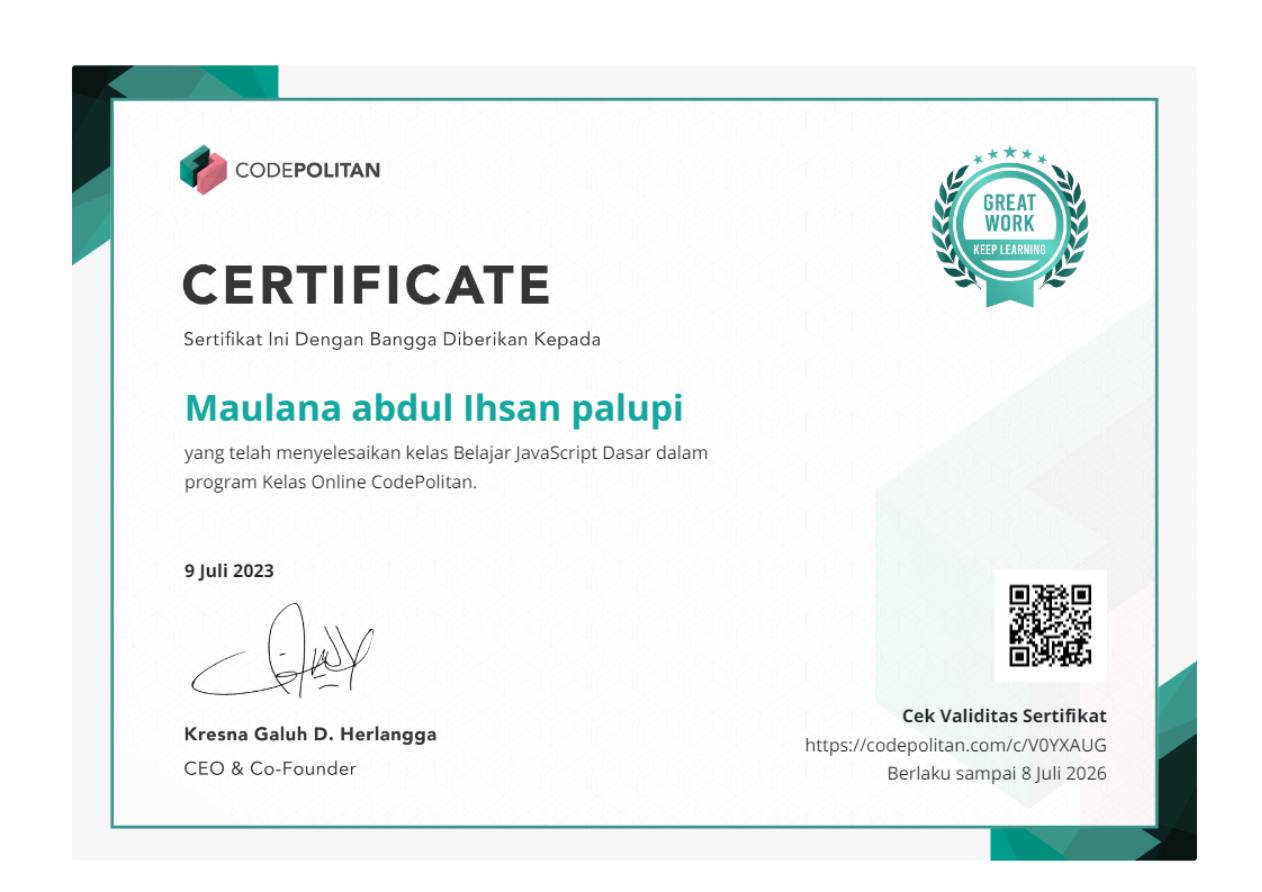 CODEPOLITAN
GREAT
WORK
KEEP LEARNING
CERTIFICATE
Sertifikat Ini Dengan Bangga Diberikan Kepada
Maulana abdul Ihsan palupi
yang telah menyelesaikan kelas Belajar JavaScript Dasar dalam
program Kelas Online CodePolitan.
9 Juli 2023
Kresna Galuh D. Herlangga
CEO & Co-Founder
Cek Validitas Sertifikat
https://codepolitan.com/c/V0YXAUG
Berlaku sampai 8 Juli 2026